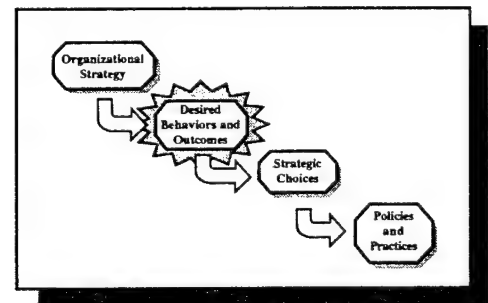 Organizational
Strategy
Desired
Behaviors and
Outcomes
Strategic
Choices
Policies
and
Practices